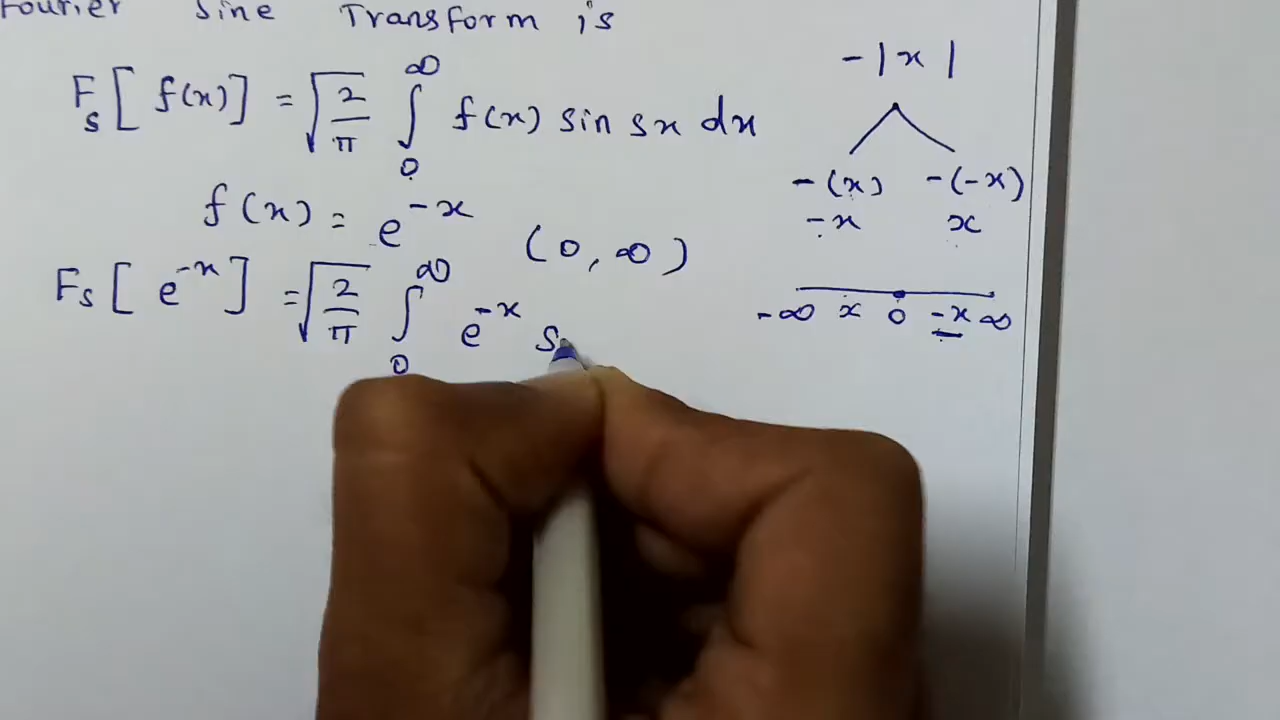 Fourier Sine Transform is
Fs[f(x)] = √(2/π) ∫₀^∞ f(x) sin sx dx
f(x) = e^-x (0, ∞)
Fs[e^-x] = √(2/π) ∫₀^∞ e^-x s
-|x|
-(x) -(-x)
-x x
-∞ x 0 -x ∞